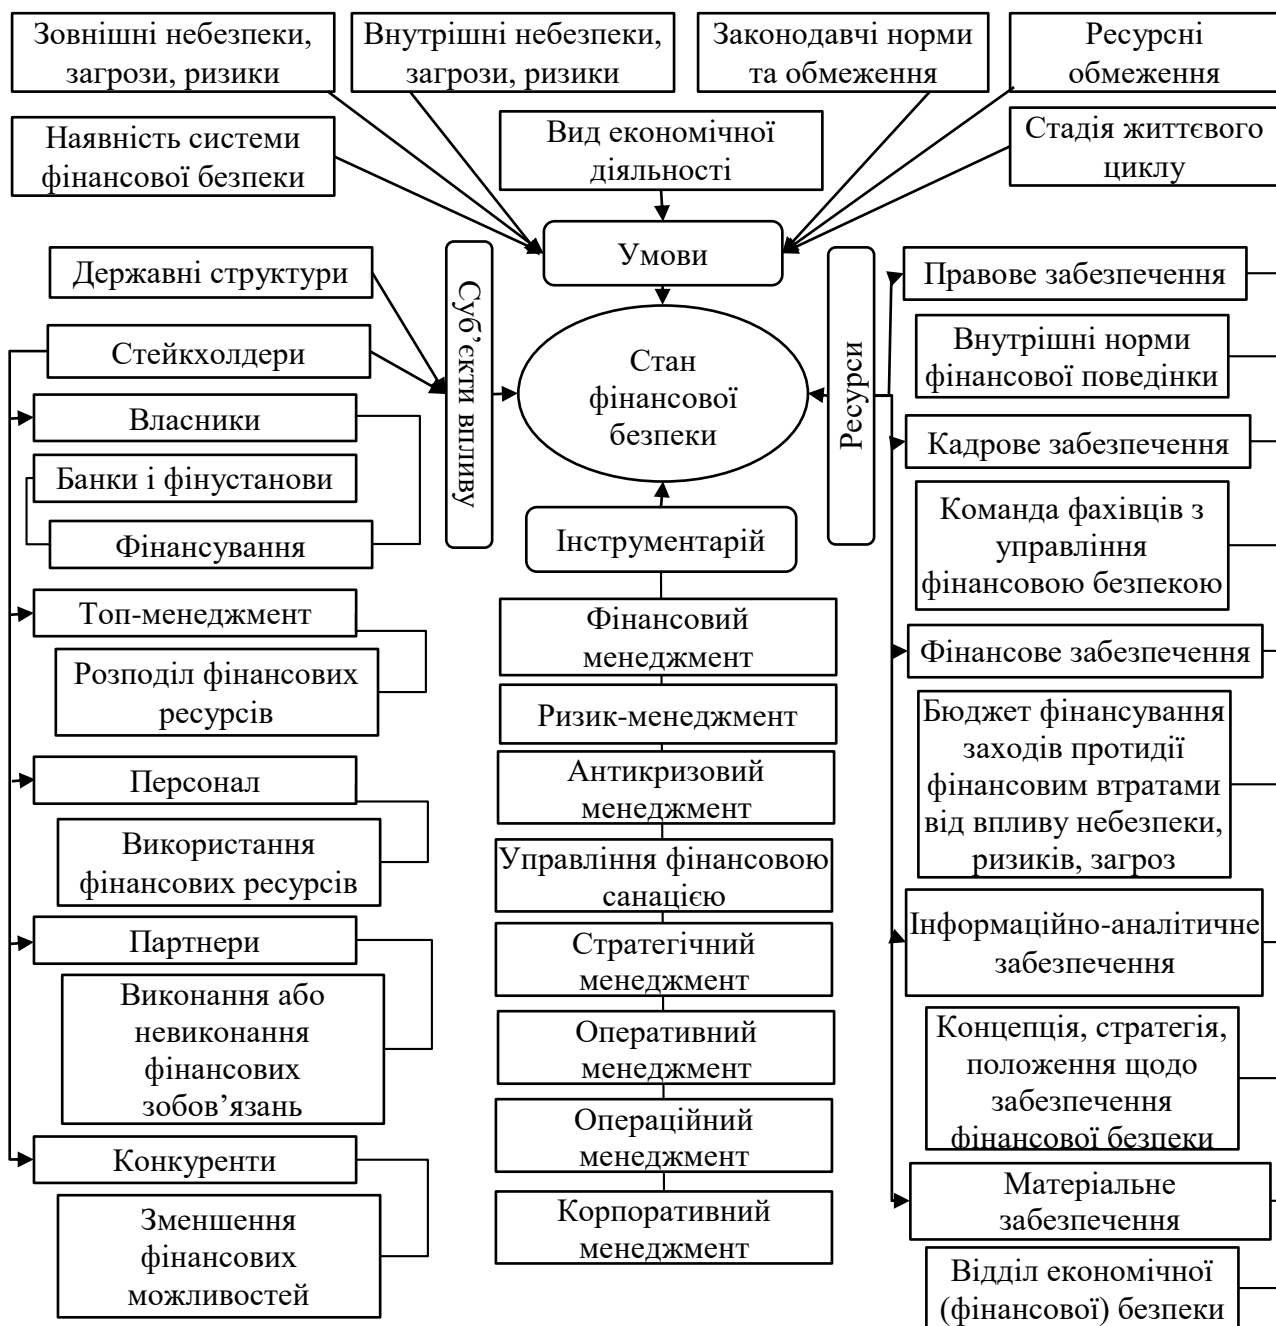 Зовнішні небезпеки,
загрози, ризики
Внутрішні небезпеки,
загрози, ризики
Законодавчі норми
та обмеження
Ресурсні
обмеження
Наявність системи
фінансової безпеки
Вид економічної
діяльності
Стадія життєвого
циклу
Умови
Державні структури
Стейкхолдери
Власники
Банки і фінустанови
Фінансування
Топ-менеджмент
Розподіл фінансових
ресурсів
Персонал
Використання
фінансових ресурсів
Партнери
Виконання або
невиконання
фінансових
зобов’язань
Конкуренти
Зменшення
фінансових
можливостей
Суб’єкти впливу
Стан
фінансової
безпеки
Інструментарій
Фінансовий
менеджмент
Ризик-менеджмент
Антикризовий
менеджмент
Управління фінансовою
санацією
Стратегічний
менеджмент
Оперативний
менеджмент
Операційний
менеджмент
Корпоративний
менеджмент
Ресурси
Правове забезпечення
Внутрішні норми
фінансової поведінки
Кадрове забезпечення
Команда фахівців з
управління
фінансовою безпекою
Фінансове забезпечення
Бюджет фінансування
заходів протидії
фінансовим втратами
від впливу небезпеки,
ризиків, загроз
Інформаційно-аналітичне
забезпечення
Концепція, стратегія,
положення щодо
забезпечення
фінансової безпеки
Матеріальне
забезпечення
Відділ економічної
(фінансової) безпеки